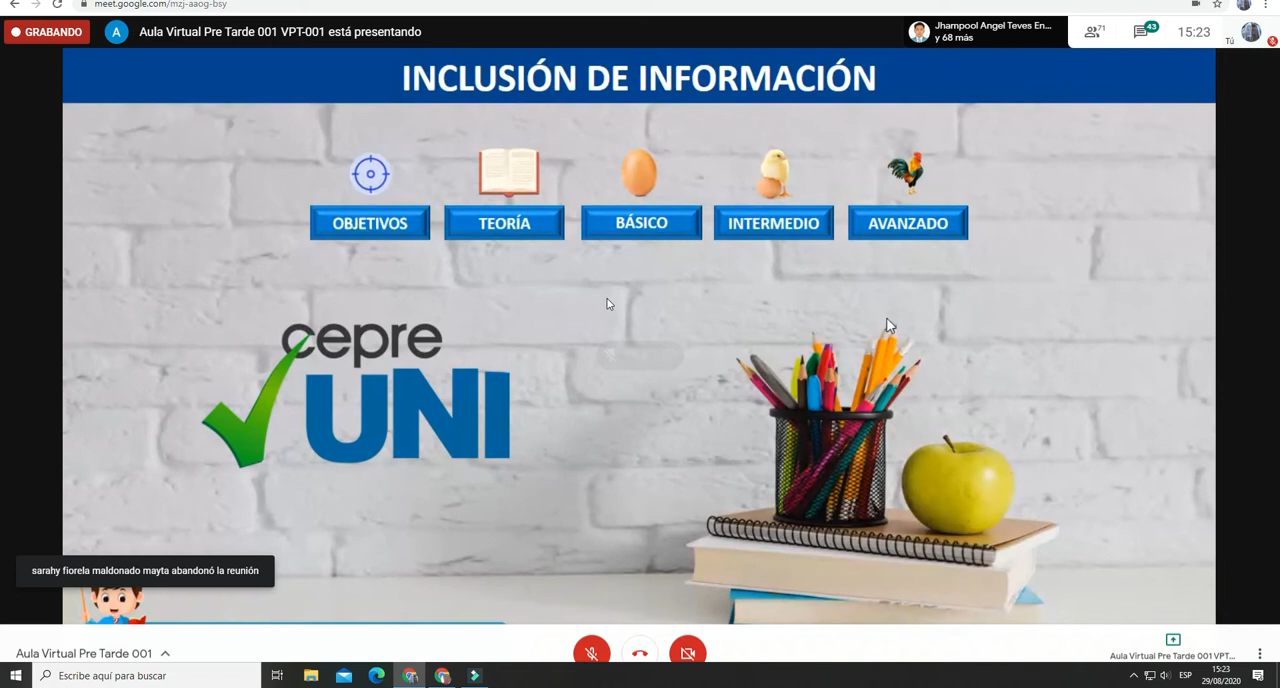 meet.google.com/mzj-aaog-bsy
GRABANDO
A
Aula Virtual Pre Tarde 001 VPT-001 está presentando
Jhampool Angel Teves En...
y 68 más
71
43
15:23
Tú
INCLUSIÓN DE INFORMACIÓN
OBJETIVOS
TEORÍA
BÁSICO
INTERMEDIO
AVANZADO
cepre
UNI
sarahy fiorela maldonado mayta abandonó la reunión
Aula Virtual Pre Tarde 001
Aula Virtual Pre Tarde 001 VPT...
Escribe aquí para buscar
ESP
15:23
29/08/2020